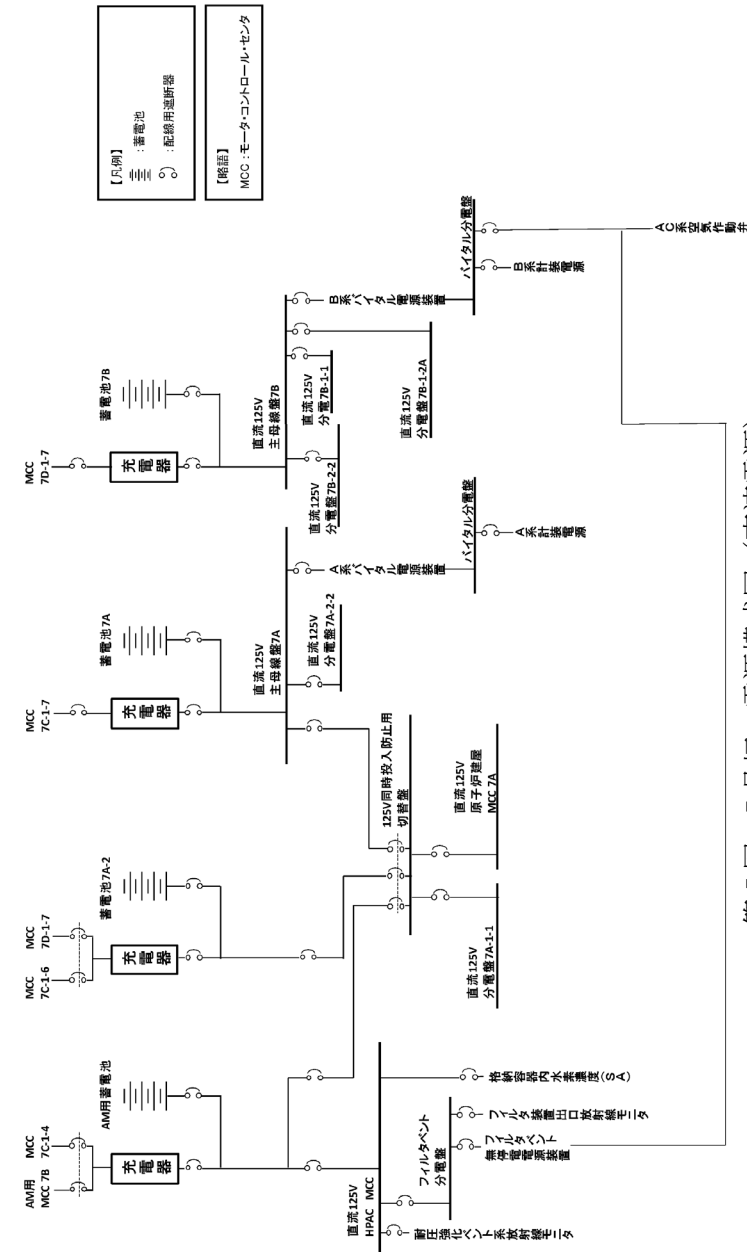 【凡例】
:蓄電池
:配線用遮断器
【略語】
MCC :モータ・コントロール・センタ
AM用
MCC 7B
MCC
7C-1-4
充電器
AM用蓄電池
直流125V
HPAC MCC
耐圧強化ベント系放射線モニタ
フィルタベント
分電盤
フィルタベント
無停電電源装置
フィルタ装置出口放射線モニタ
格納容器内水素濃度(SA)
MCC
7C-1-6
MCC
7D-1-7
充電器
蓄電池7A-2
125V同時投入防止用
切替盤
直流125V
分電盤7A-1-1
直流125V
原子炉建屋
MCC 7A
MCC
7C-1-7
充電器
蓄電池7A
直流125V
主母線盤7A
直流125V
分電盤7A-2-2
A系バイタル電源装置
バイタル分電盤
A系計装電源
MCC
7D-1-7
充電器
蓄電池7B
直流125V
主母線盤7B
直流125V
分電盤7B-2-2
直流125V
分電7B-1-1
直流125V
分電盤7B-1-2A
B系バイタル電源装置
バイタル分電盤
B系計装電源
AC系空気作動弁